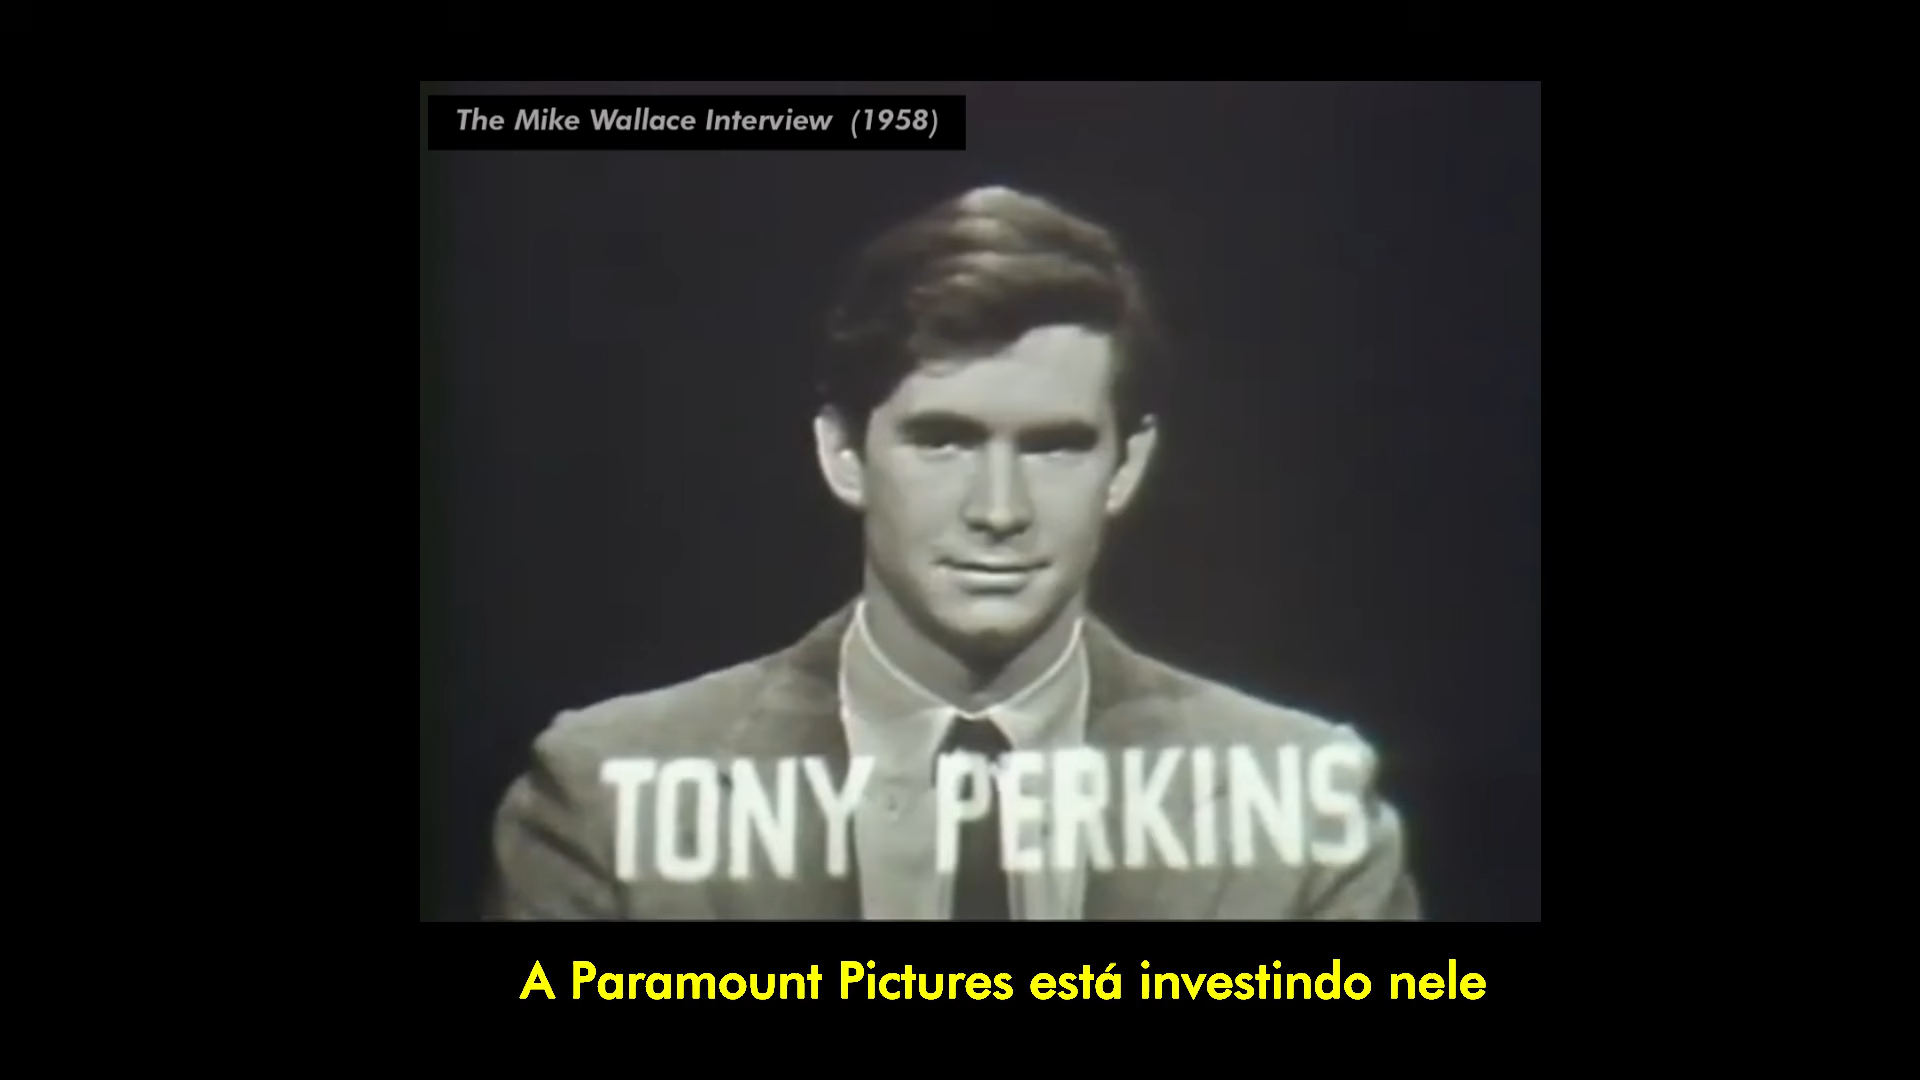 The Mike Wallace Interview (1958)
TONY PERKINS
A Paramount Pictures está investindo nele